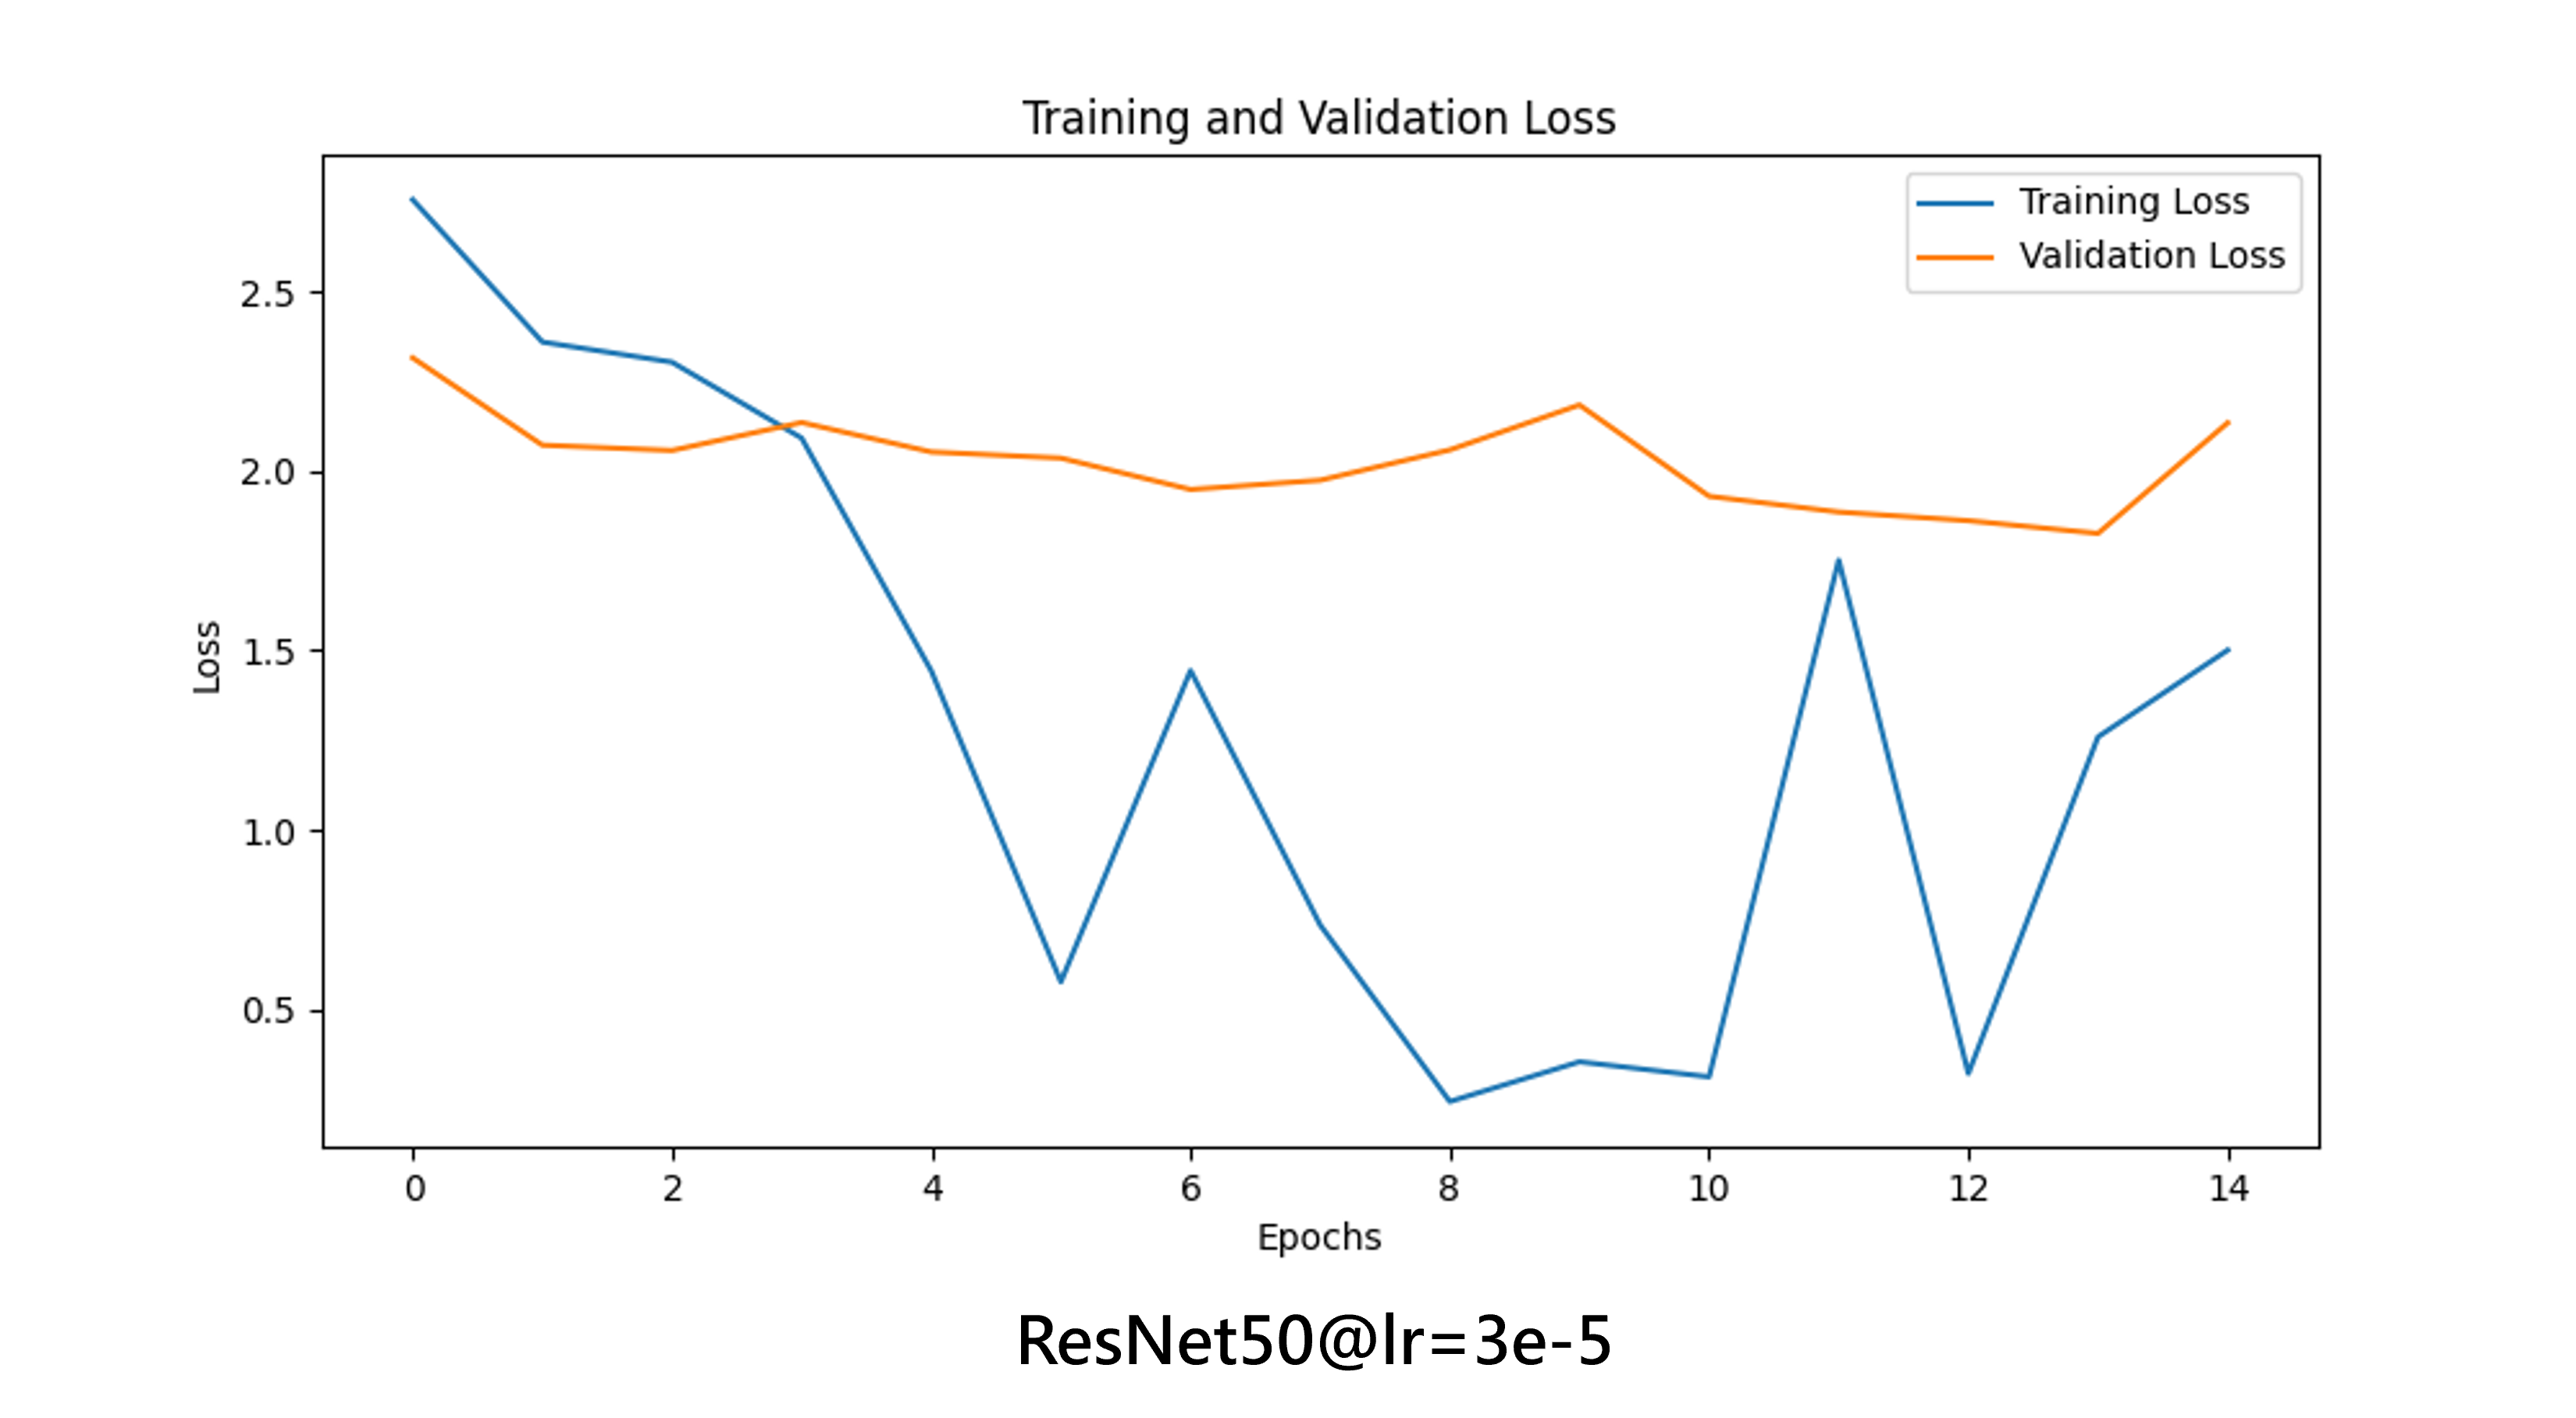 Training and Validation Loss
Training Loss
Validation Loss
2.5
2.0
1.5
1.0
0.5
Loss
0 2 4 6 8 10 12 14
Epochs
ResNet50@lr=3e-5